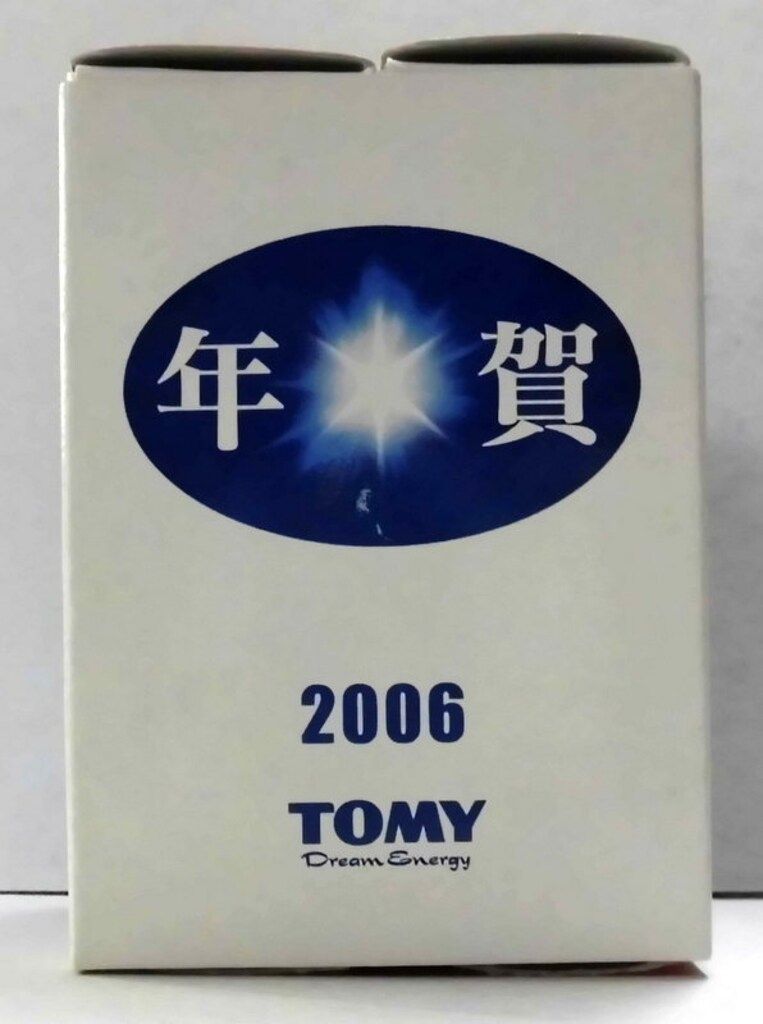 年賀
2006
TOMY
Dream Energy